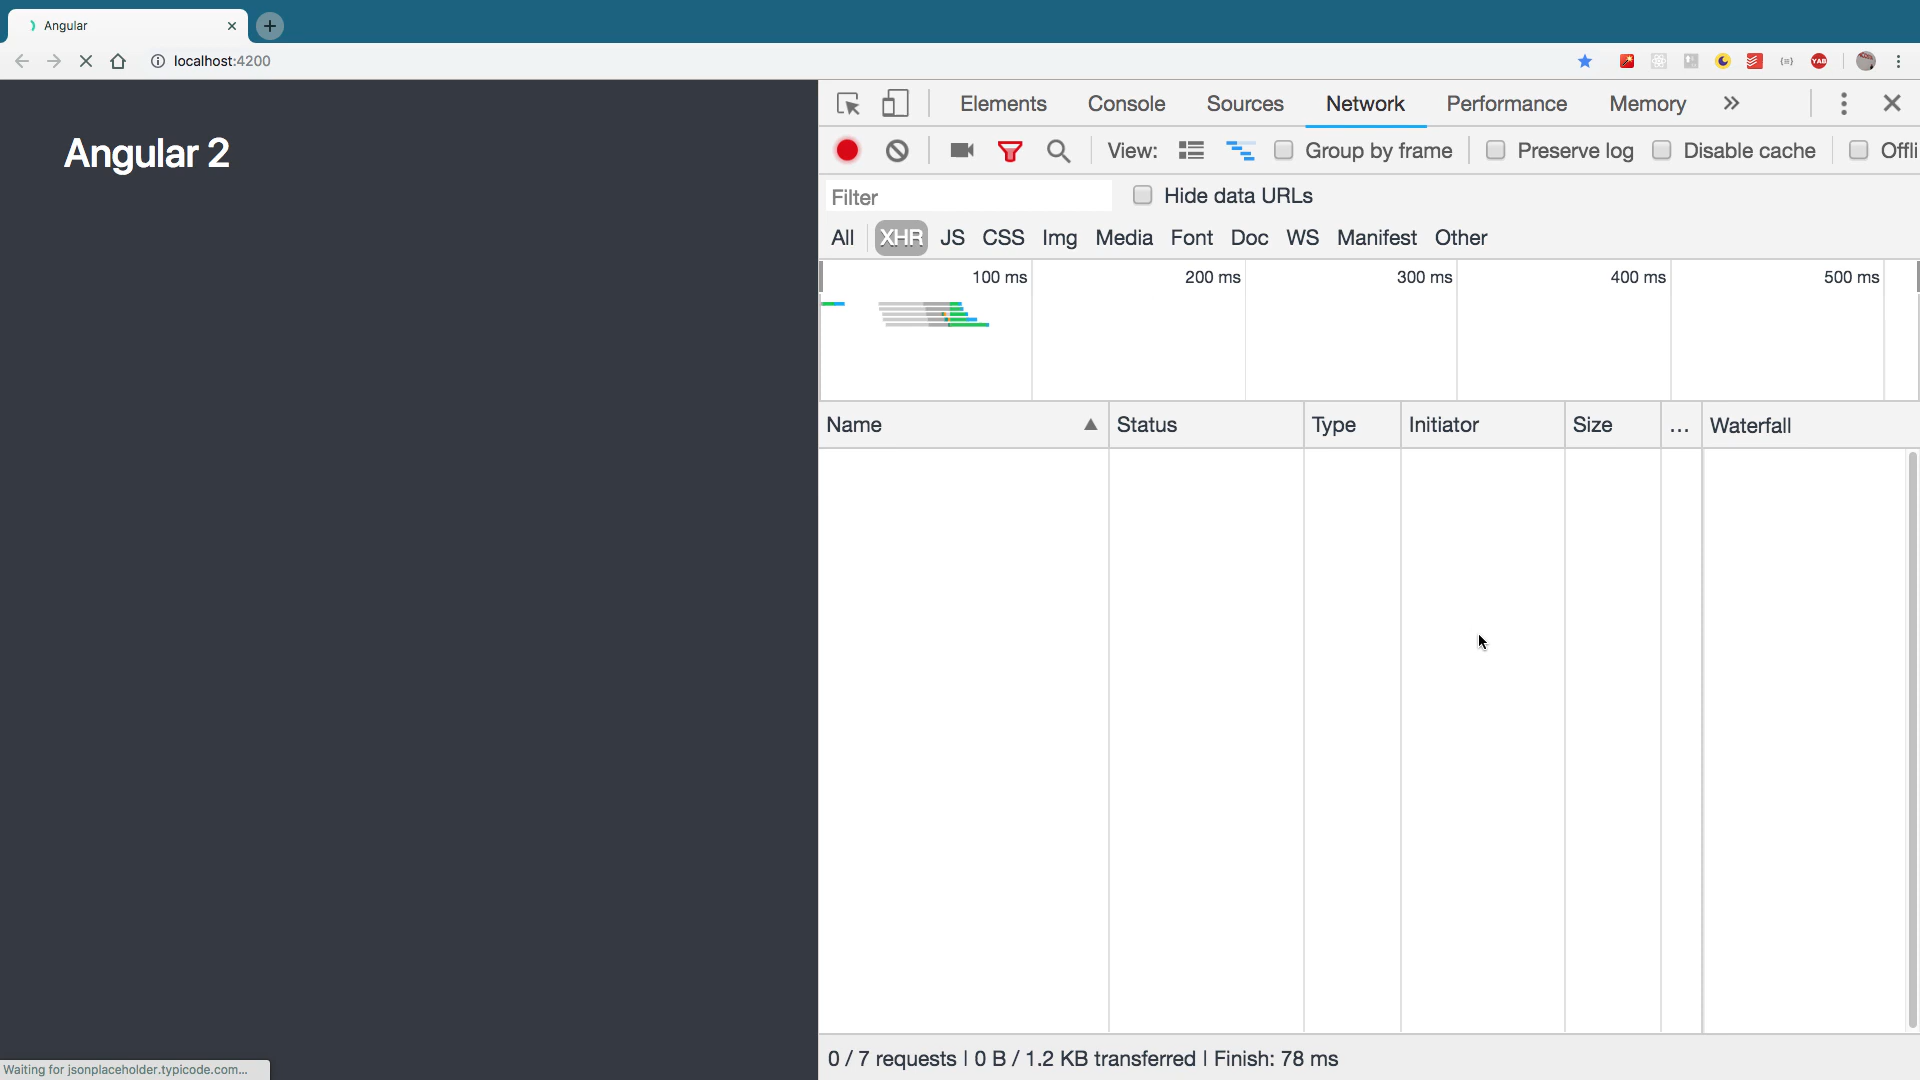 Angular
localhost:4200
YAB
Angular 2
Elements Console Sources Network Performance Memory
View: Group by frame Preserve log Disable cache Offli
Filter Hide data URLs
All XHR JS CSS Img Media Font Doc WS Manifest Other
100 ms 200 ms 300 ms 400 ms 500 ms
Name Status Type Initiator Size ... Waterfall
0 / 7 requests | 0 B / 1.2 KB transferred | Finish: 78 ms
Waiting for jsonplaceholder.typicode.com...